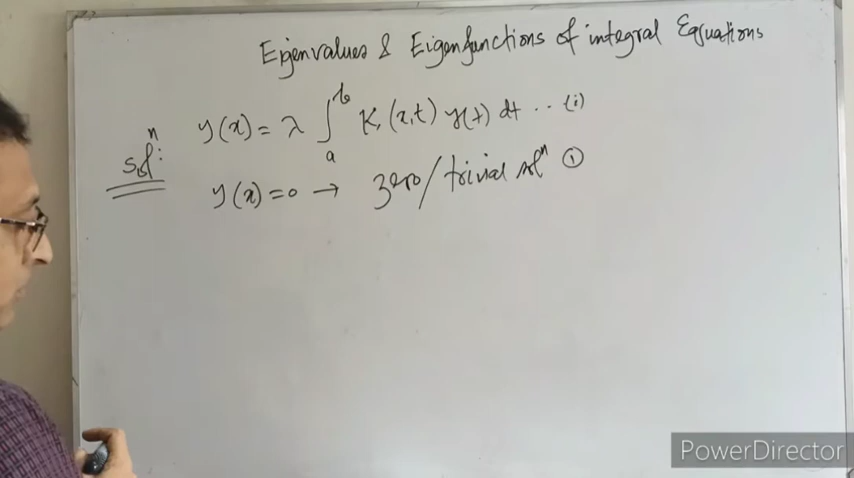 Eigenvalues & Eigenfunctions of integral Equations
y(x) = λ ∫ₐᵇ K(x,t) y(t) dt ... (i)
Solⁿ:
y(x)=0 → zero/trivial solⁿ ①
PowerDirector